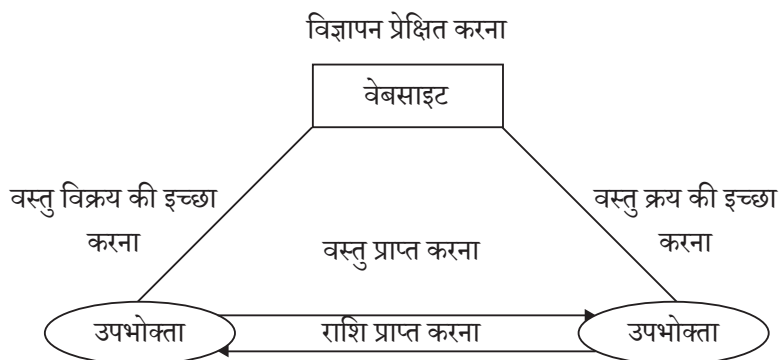 विज्ञापन प्रेक्षित करना
वेबसाइट
वस्तु विक्रय की इच्छा
करना
वस्तु क्रय की इच्छा
करना
वस्तु प्राप्त करना
उपभोक्ता
राशि प्राप्त करना
उपभोक्ता